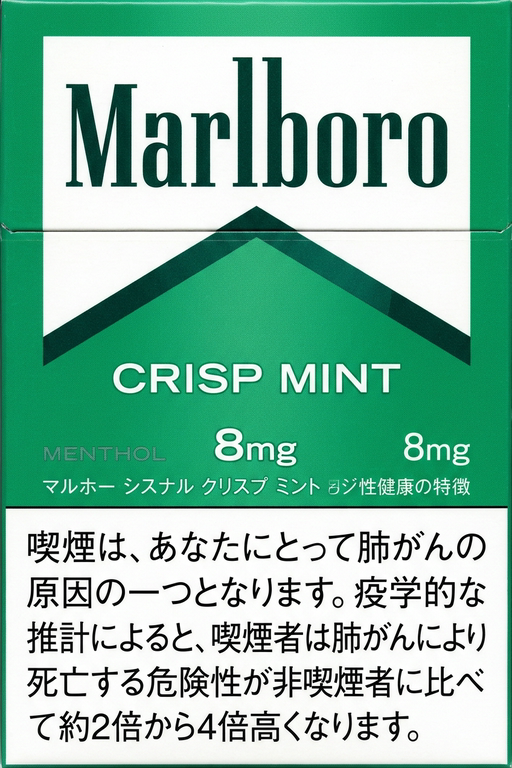 Marlboro
CRISP MINT
MENTHOL 8mg 8mg
マルホー シスナル クリスプ ミント ジ性健康の特徴
喫煙は、あなたにとって肺がんの
原因の一つとなります。疫学的な
推計によると、喫煙者は肺がんにより
死亡する危険性が非喫煙者に比べ
て約2倍から4倍高くなります。